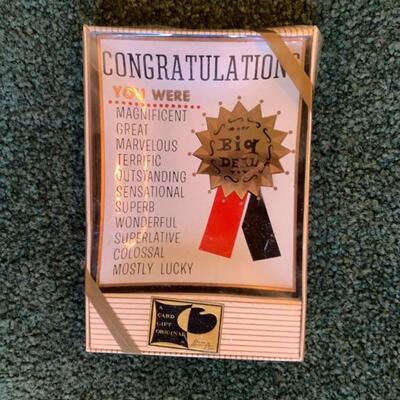 CONGRATULATIONS
YOU WERE
MAGNIFICENT
GREAT
MARVELOUS
TERRIFIC
OUTSTANDING
SENSATIONAL
SUPERB
WONDERFUL
SUPERLATIVE
COLOSSAL
MOSTLY LUCKY
Big
DEAL
A
CARD
GIFT
ORIGINAL